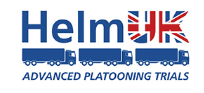 HelmUK
ADVANCED PLATOONING TRIALS